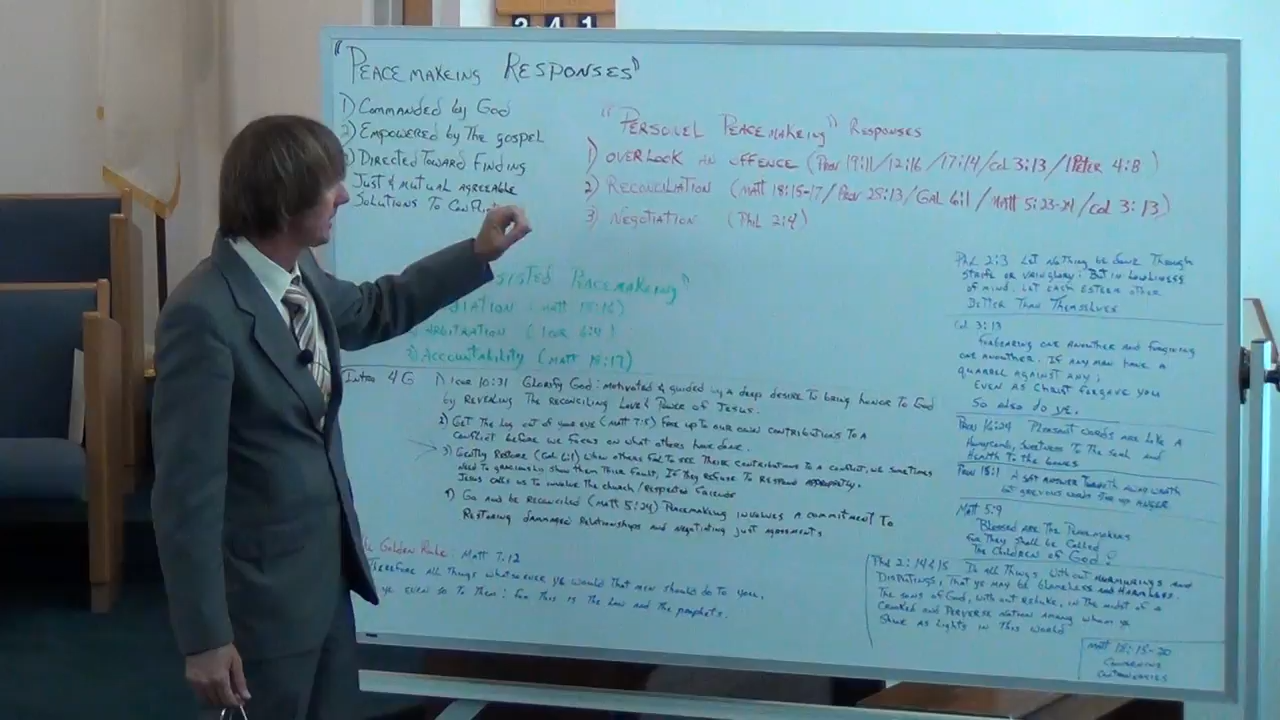 241
"PEACEMAKEING RESPONSES"
1) COMMANDED by GOD
2) EMPOWERED by THE gospel
3) DIRECTED TOWARD FINDING
JUST & MUTUAL AGREEABLE
SOLUTIONS TO
"PERSONEL PEACEMAKING" RESPONSES
1) OVERLOOK AN OFFENCE (PROV 19:11/12:16/17:14/Col 3:13/1 PETER 4:8)
2) RECONCILIATION (MATT 18:15-17/PROV 28:13/GAL 6:1/MATT 5:23-24/Col 3:13)
3) NEGOTIATION (Phil 2:4)
PEACEMAKING"
(MATT 18:16)
ARBITRATION (1 COR 6:4)
3) Accountability (MATT 18:17)
Intro 4G 1) 1 COR 10:31 GLORIFY GOD: MOTIVATED & guided by a deep desire TO bring honor TO GOD
by REVEALING THE RECONCILING LOVE & POWER OF JESUS.
2) GET THE Log OUT of your eye (MATT 7:5) FACE up TO our own CONTRIBUTIONS TO A
CONFLICT before we FOCUS on what others have done.
3) GENTLY RESTORE (Gal 6:1) When others FAIL TO SEE THEIR CONTRIBUTIONS TO a conflict, we sometimes
need TO graciously show them THEIR FAULT, IF they REFUSE TO RESPOND APPROPRIATLY,
JESUS calls us TO involve the church/RESPECTED FRIENDS
4) Go and be RECONCILED (MATT 5:24) PEACEMAKING INVOLVES A COMMITMENT TO
RESTORING damaged Relationships and negotiating just agreements
Golden Rule: MATT 7:12
Therefore ALL Things whatsoever ye would that men should do to you,
ye even so to Them: For this is The Law and the prophets.
Phil 2:3 LET NOTHING be done Through
STRIFE OR VAINGLORY: BUT IN LOWLINESS
of mind. LET EACH ESTEEM other
BETTER Than THEMSELVES
Col 3:13
FORBEARING ONE ANOTHER and FORGIVING
ONE ANOTHER. IF ANY MAN HAVE A
QUARREL AGAINST ANY;
EVEN AS CHRIST FORGAVE YOU
SO ALSO do ye.
PROV 16:24 PLEASANT WORDS ARE LIKE A
Honeycomb, Sweetness To The Soul and
HEALTH To the bones
PROV 15:1 A SOFT ANSWER TURNETH AWAY WRATH
but grievous words stir up ANGER
MATT 5:9
BLESSED ARE THE PEACEMAKERS
For They shall be Called
The Children of God
Phil 2:14&15 Do all Things without murmurings and
DISPUTINGS, That ye may be blameless and Harmless.
The sons of God, without rebuke, in the midst of a
CROOKED and PERVERSE NATION Among whom ye
Shine as Lights in This world
MATT 18:15-20